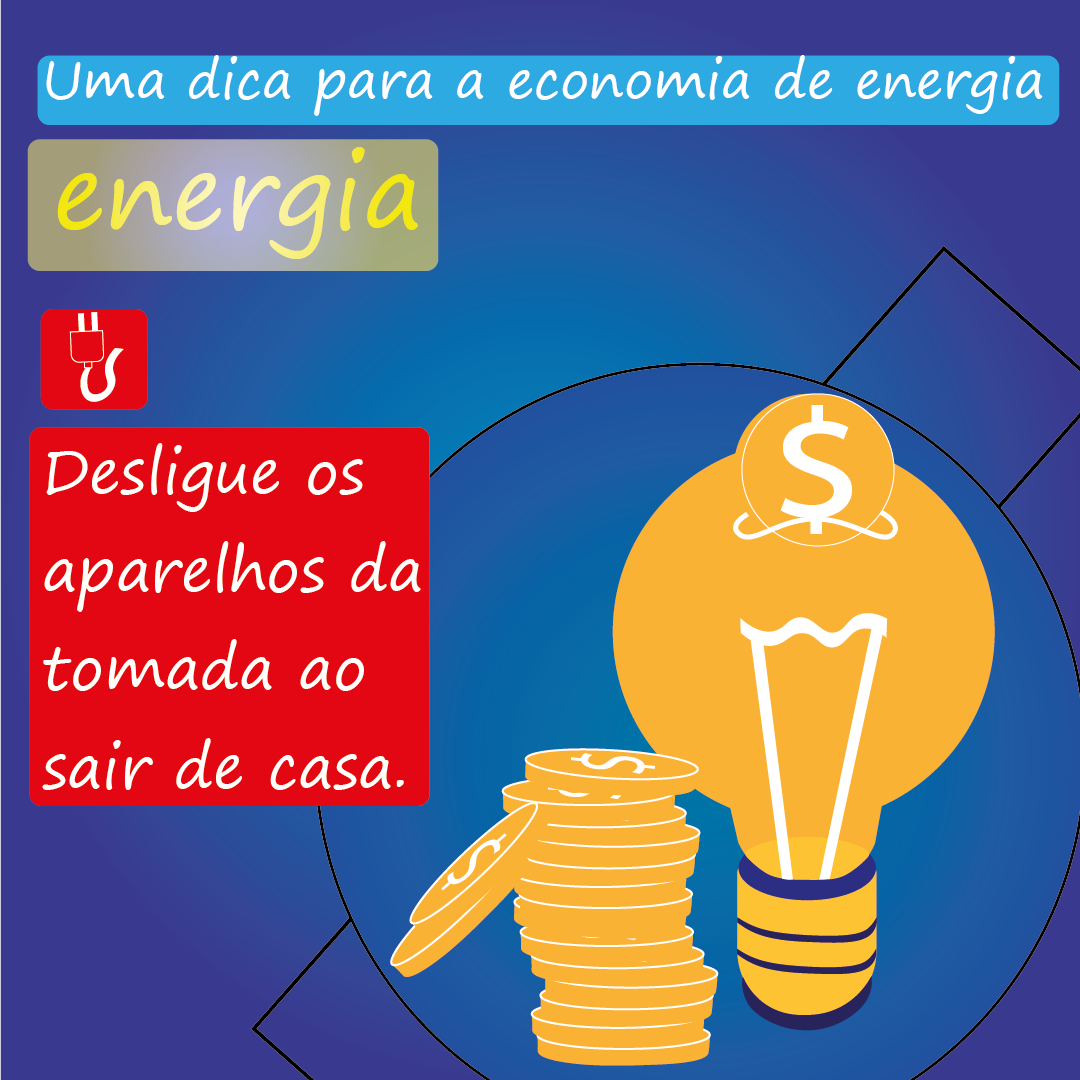 Uma dica para a economia de energia
energia
Desligue os
aparelhos da
tomada ao
sair de casa.
$
$
$